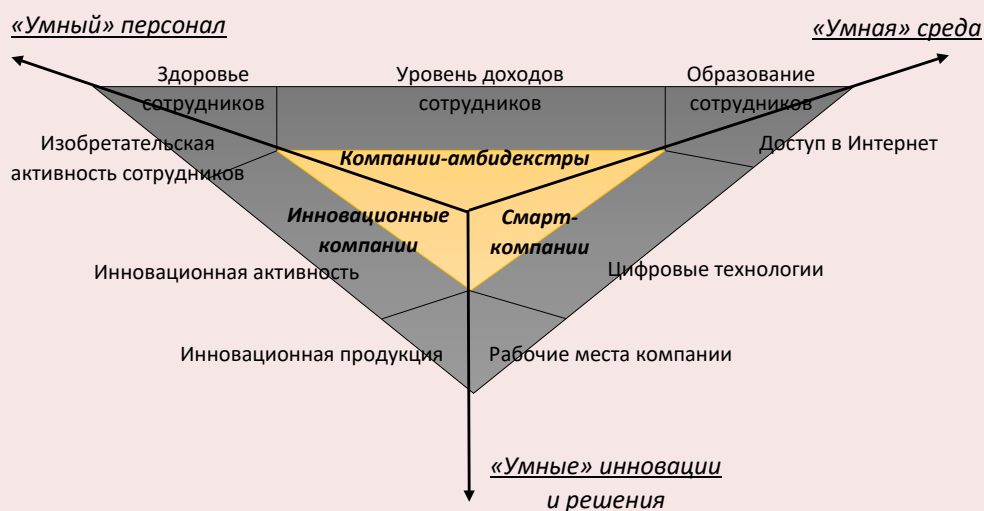 «Умный» персонал
«Умная» среда
Здоровье
сотрудников
Уровень доходов
сотрудников
Образование
сотрудников
Изобретательская
активность сотрудников
Доступ в Интернет
Компании-амбидекстры
Инновационные
компании
Смарт-
компании
Инновационная активность
Цифровые технологии
Инновационная продукция
Рабочие места компании
«Умные» инновации
и решения